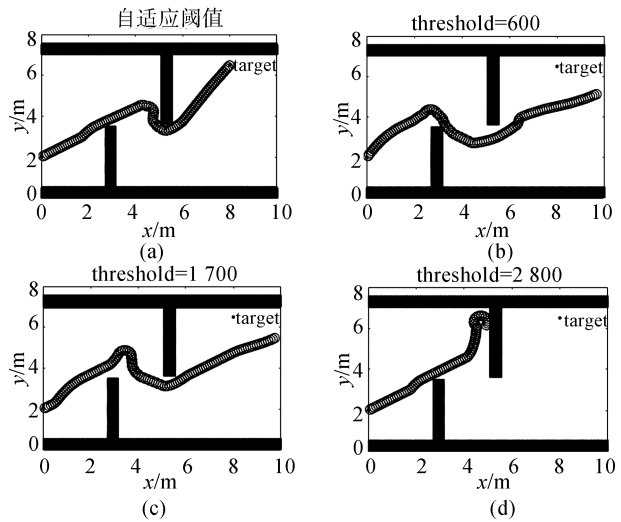 自适应阈值
8
6
4
2
0
y/m
target
0 2 4 6 8 10
x/m
(a)
threshold=600
8
6
4
2
0
y/m
target
0 2 4 6 8 10
x/m
(b)
threshold=1 700
8
6
4
2
0
y/m
target
0 2 4 6 8 10
x/m
(c)
threshold=2 800
8
6
4
2
0
y/m
target
0 2 4 6 8 10
x/m
(d)